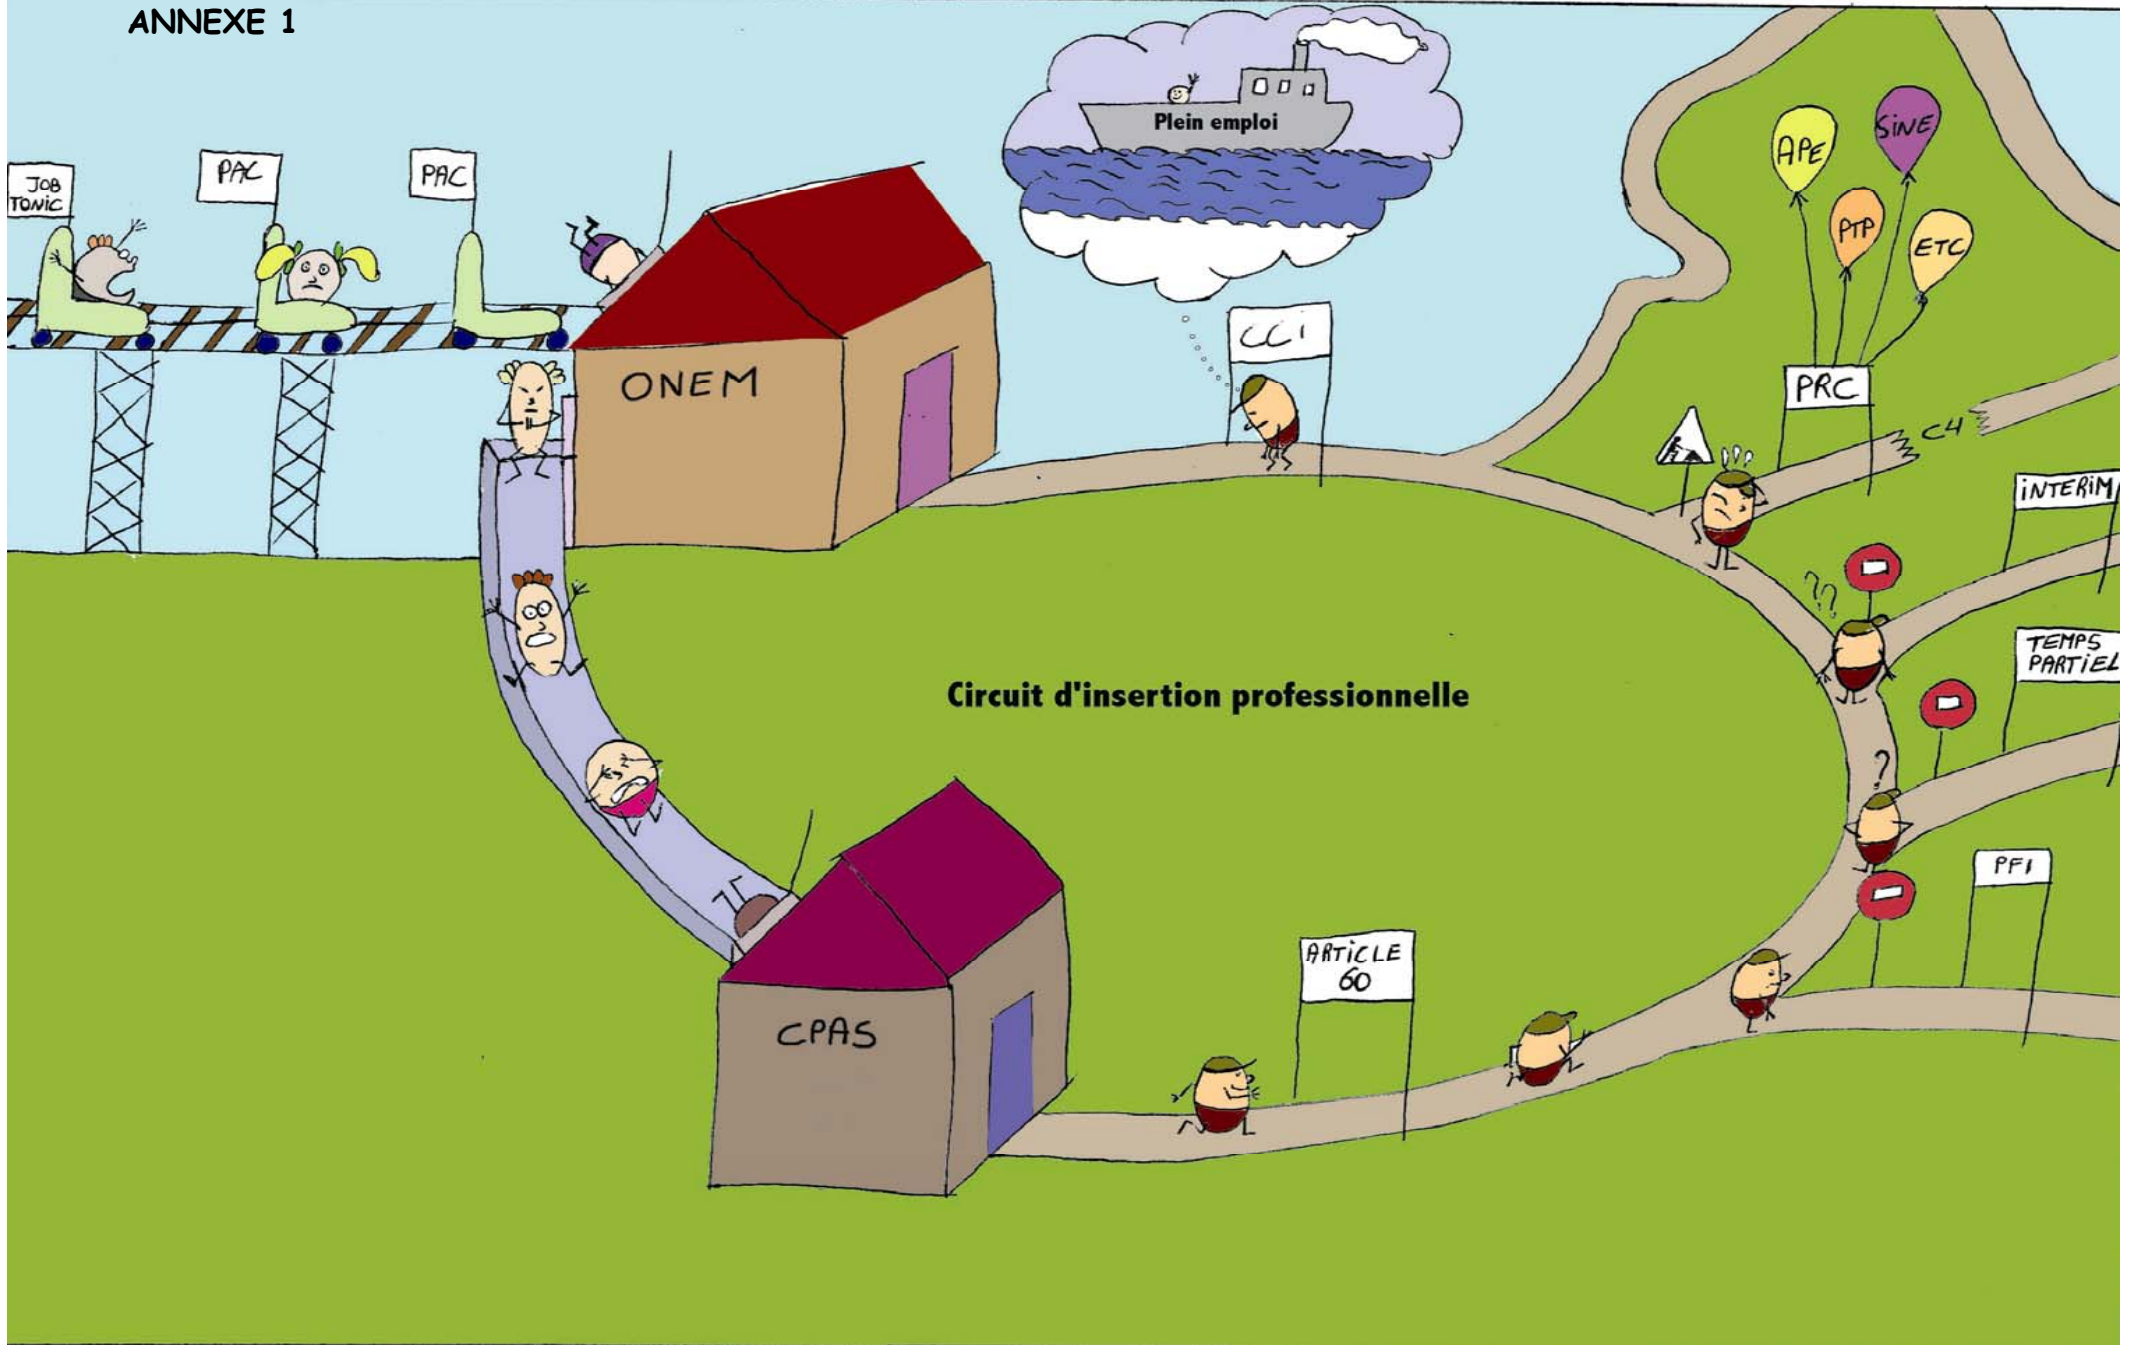 ANNEXE 1
Plein emploi
JOB
TONIC
PAC
PAC
APE
SiNE
PTP
ETC
CCI
ONEM
PRC
C4
iNTERiM
??
TEMPS
PARTiEL
Circuit d'insertion professionnelle
?
PFI
ARTiCLE
60
CPAS